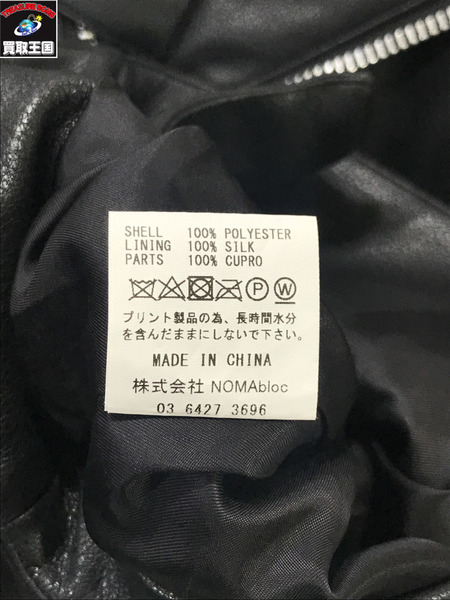 TREASURE KINGDOM
買取王国
SHELL 100% POLYESTER
LINING 100% SILK
PARTS 100% CUPRO
P W
プリント製品の為、長時間水分
を含んだままにしないで下さい。
MADE IN CHINA
株式会社 NOMAbloc
03 6427 3696